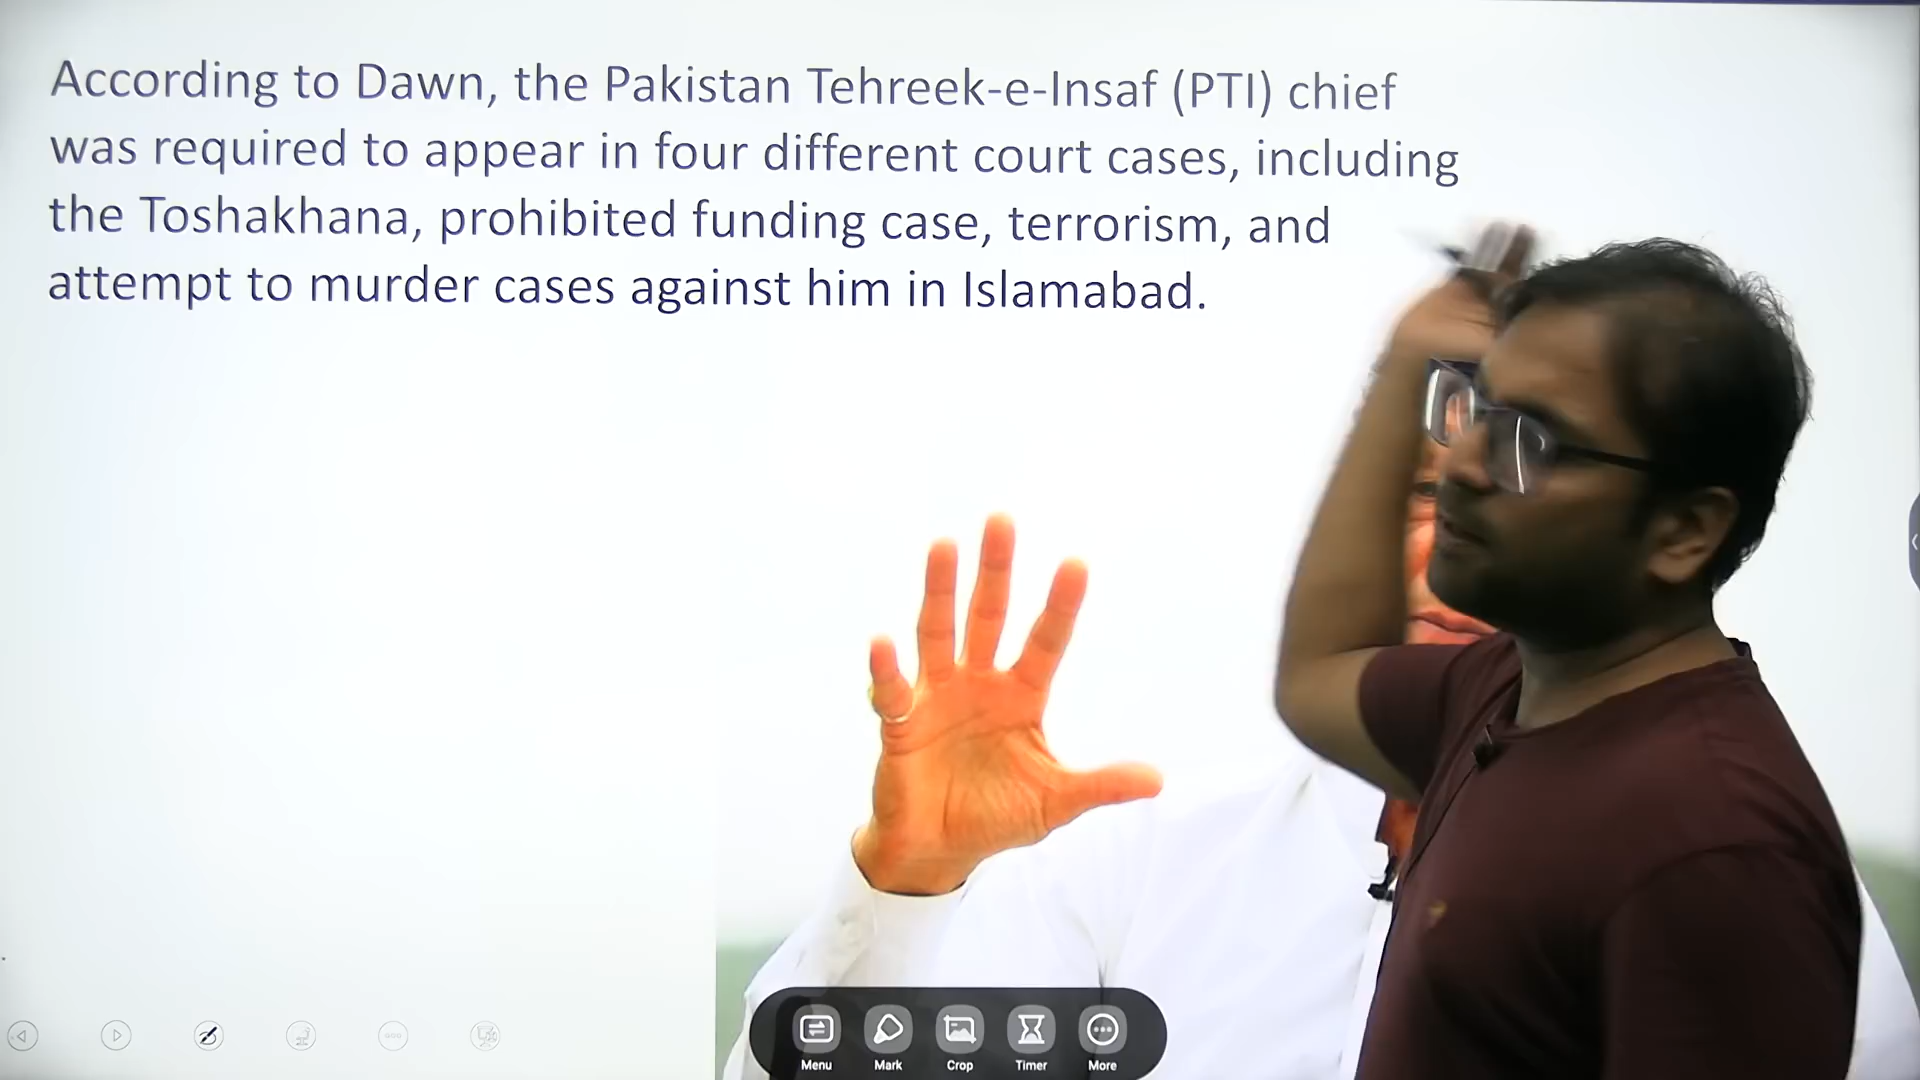 According to Dawn, the Pakistan Tehreek-e-Insaf (PTI) chief
was required to appear in four different court cases, including
the Toshakhana, prohibited funding case, terrorism, and
attempt to murder cases against him in Islamabad.
Menu
Mark
Crop
Timer
More